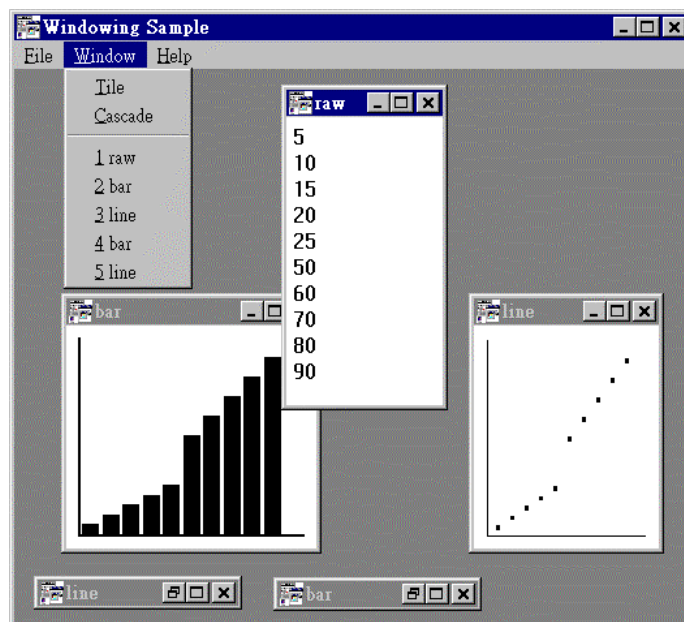 Windowing Sample
File Window Help
Tile
Cascade
1 raw
2 bar
3 line
4 bar
5 line
raw
5
10
15
20
25
50
60
70
80
90
bar
line
line
bar